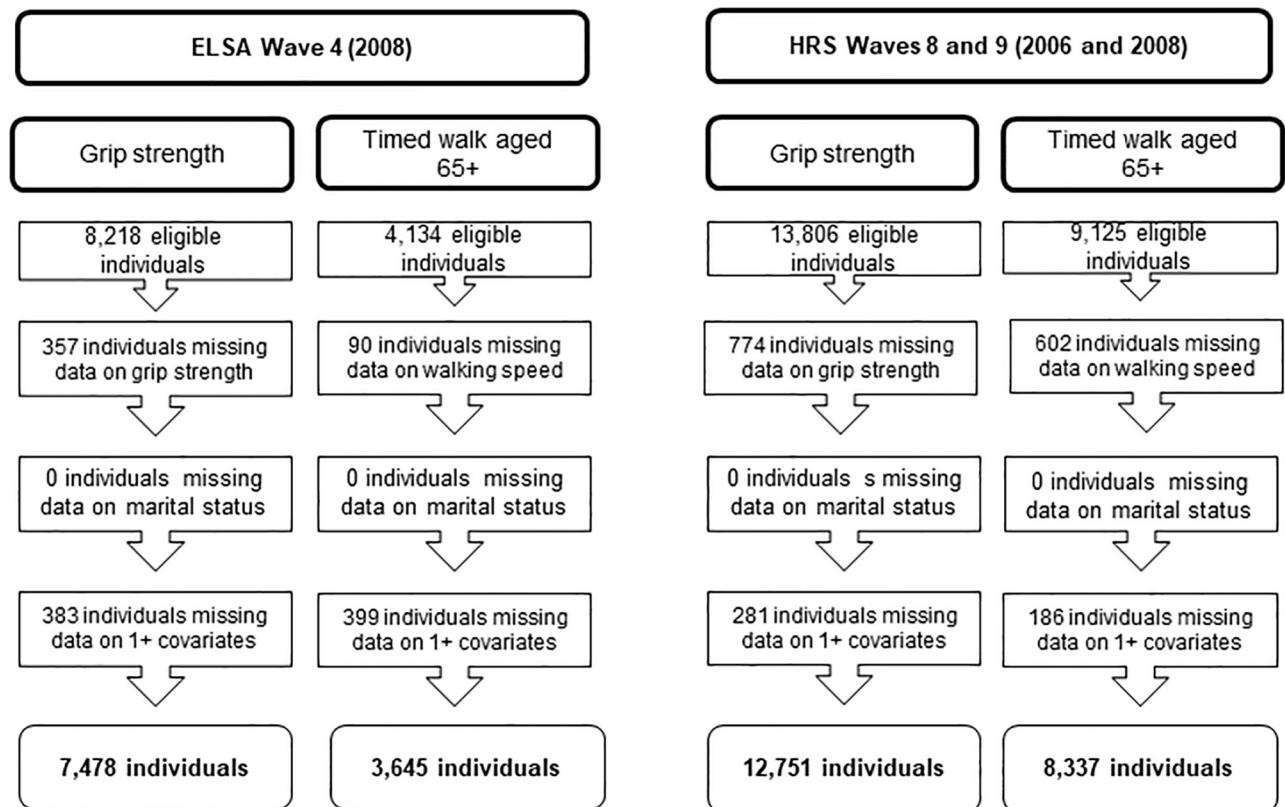 ELSA Wave 4 (2008)
Grip strength
8,218 eligible
individuals
357 individuals missing
data on grip strength
0 individuals missing
data on marital status
383 individuals missing
data on 1+ covariates
7,478 individuals
Timed walk aged
65+
4,134 eligible
individuals
90 individuals missing
data on walking speed
0 individuals missing
data on marital status
399 individuals missing
data on 1+ covariates
3,645 individuals
HRS Waves 8 and 9 (2006 and 2008)
Grip strength
13,806 eligible
individuals
774 individuals missing
data on grip strength
0 individuals s missing
data on marital status
281 individuals missing
data on 1+ covariates
12,751 individuals
Timed walk aged
65+
9,125 eligible
individuals
602 individuals missing
data on walking speed
0 individuals missing
data on marital status
186 individuals missing
data on 1+ covariates
8,337 individuals